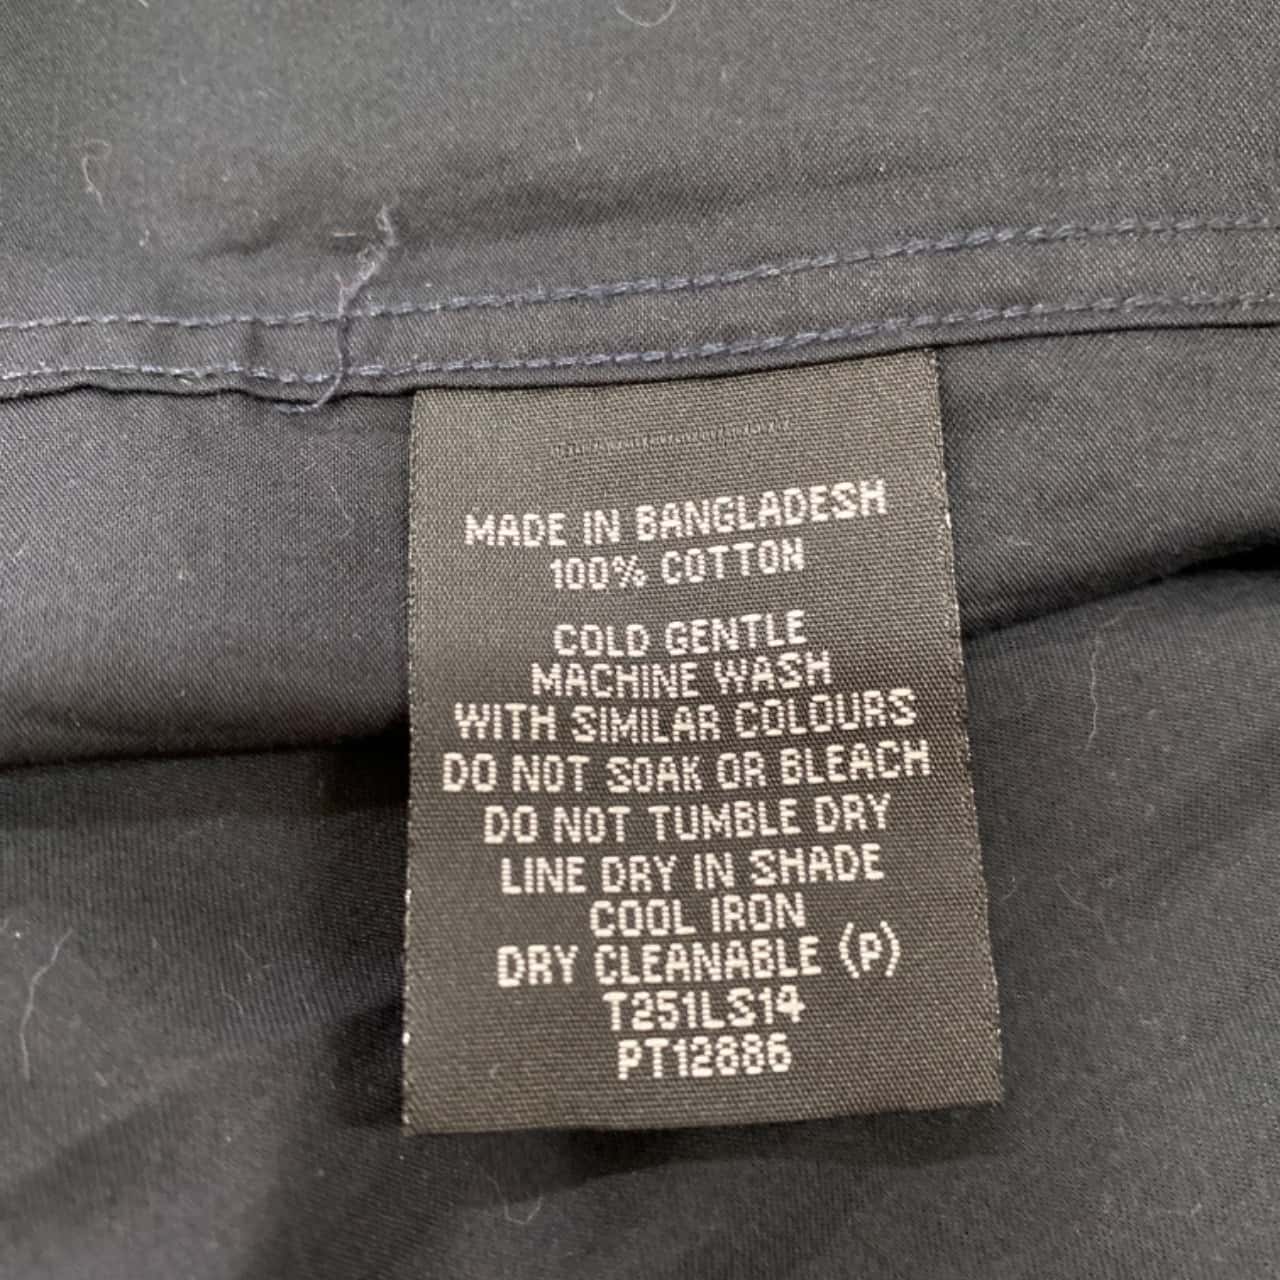 MADE IN BANGLADESH
100% COTTON
COLD GENTLE
MACHINE WASH
WITH SIMILAR COLOURS
DO NOT SOAK OR BLEACH
DO NOT TUMBLE DRY
LINE DRY IN SHADE
COOL IRON
DRY CLEANABLE (P)
T251LS14
PT12886